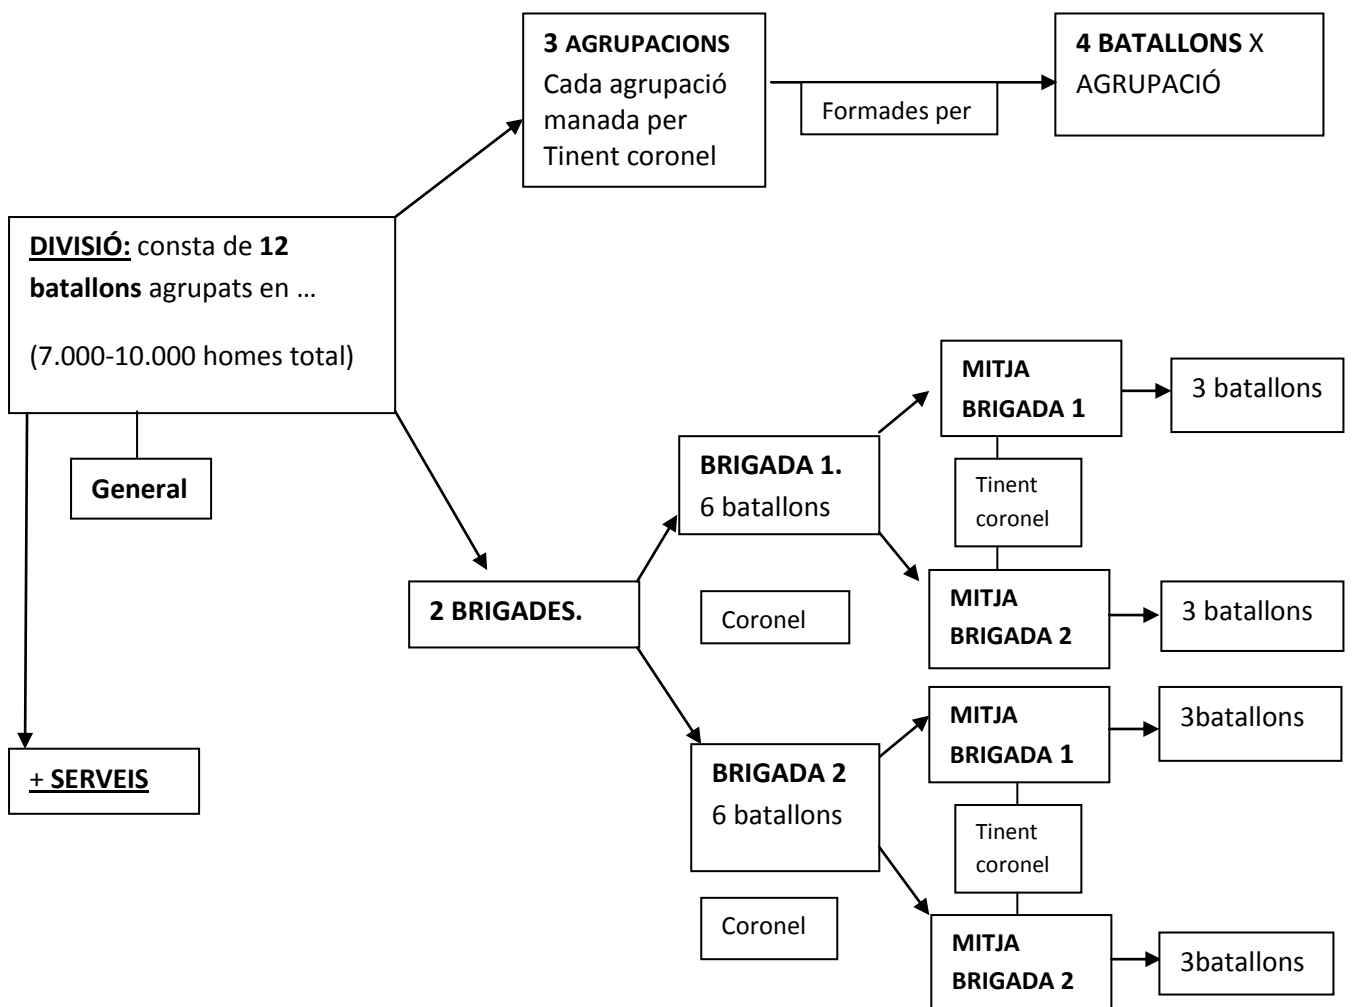 3 AGRUPACIONS
Cada agrupació
manada per
Tinent coronel
Formades per
4 BATALLONS X
AGRUPACIÓ
DIVISIÓ: consta de 12
batallons agrupats en ...
(7.000-10.000 homes total)
General
+ SERVEIS
2 BRIGADES.
BRIGADA 1.
6 batallons
Coronel
MITJA
BRIGADA 1
3 batallons
Tinent
coronel
MITJA
BRIGADA 2
3 batallons
BRIGADA 2
6 batallons
Coronel
MITJA
BRIGADA 1
3batallons
Tinent
coronel
MITJA
BRIGADA 2
3batallons